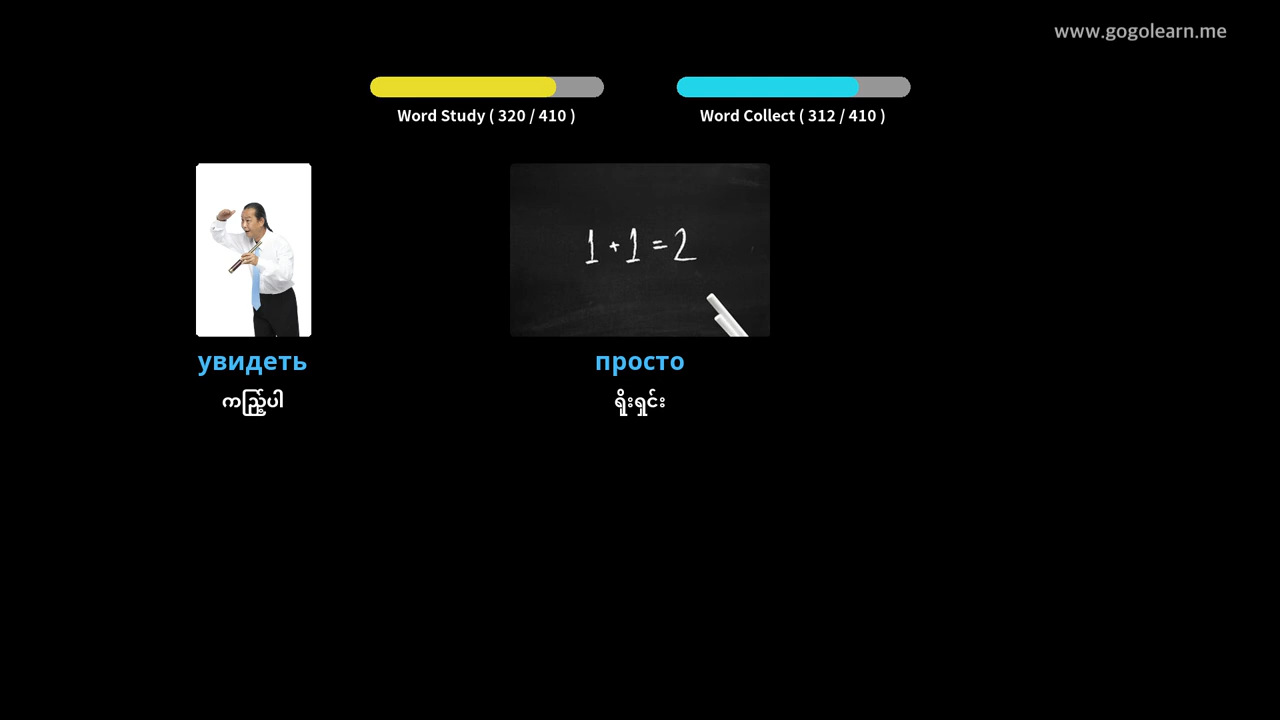 www.gogolearn.me
Word Study ( 320 / 410 )
Word Collect ( 312 / 410 )
1 + 1 = 2
увидеть
просто
ကည့်ပါ
ရိုးရှင်း